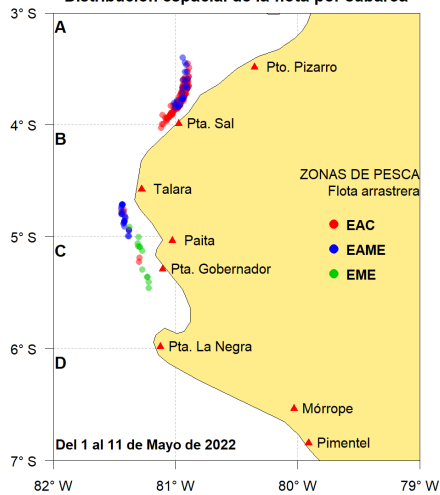 Distribución espacial de la flota por subárea
3° S
A
Pto. Pizarro
4° S
Pta. Sal
B
ZONAS DE PESCA
Flota arrastrera
Talara
EAC
5° S
Paita
EAME
C
Pta. Gobernador
EME
6° S
Pta. La Negra
D
Mórrope
Del 1 al 11 de Mayo de 2022
Pimentel
7° S
82° W
81° W
80° W
79° W